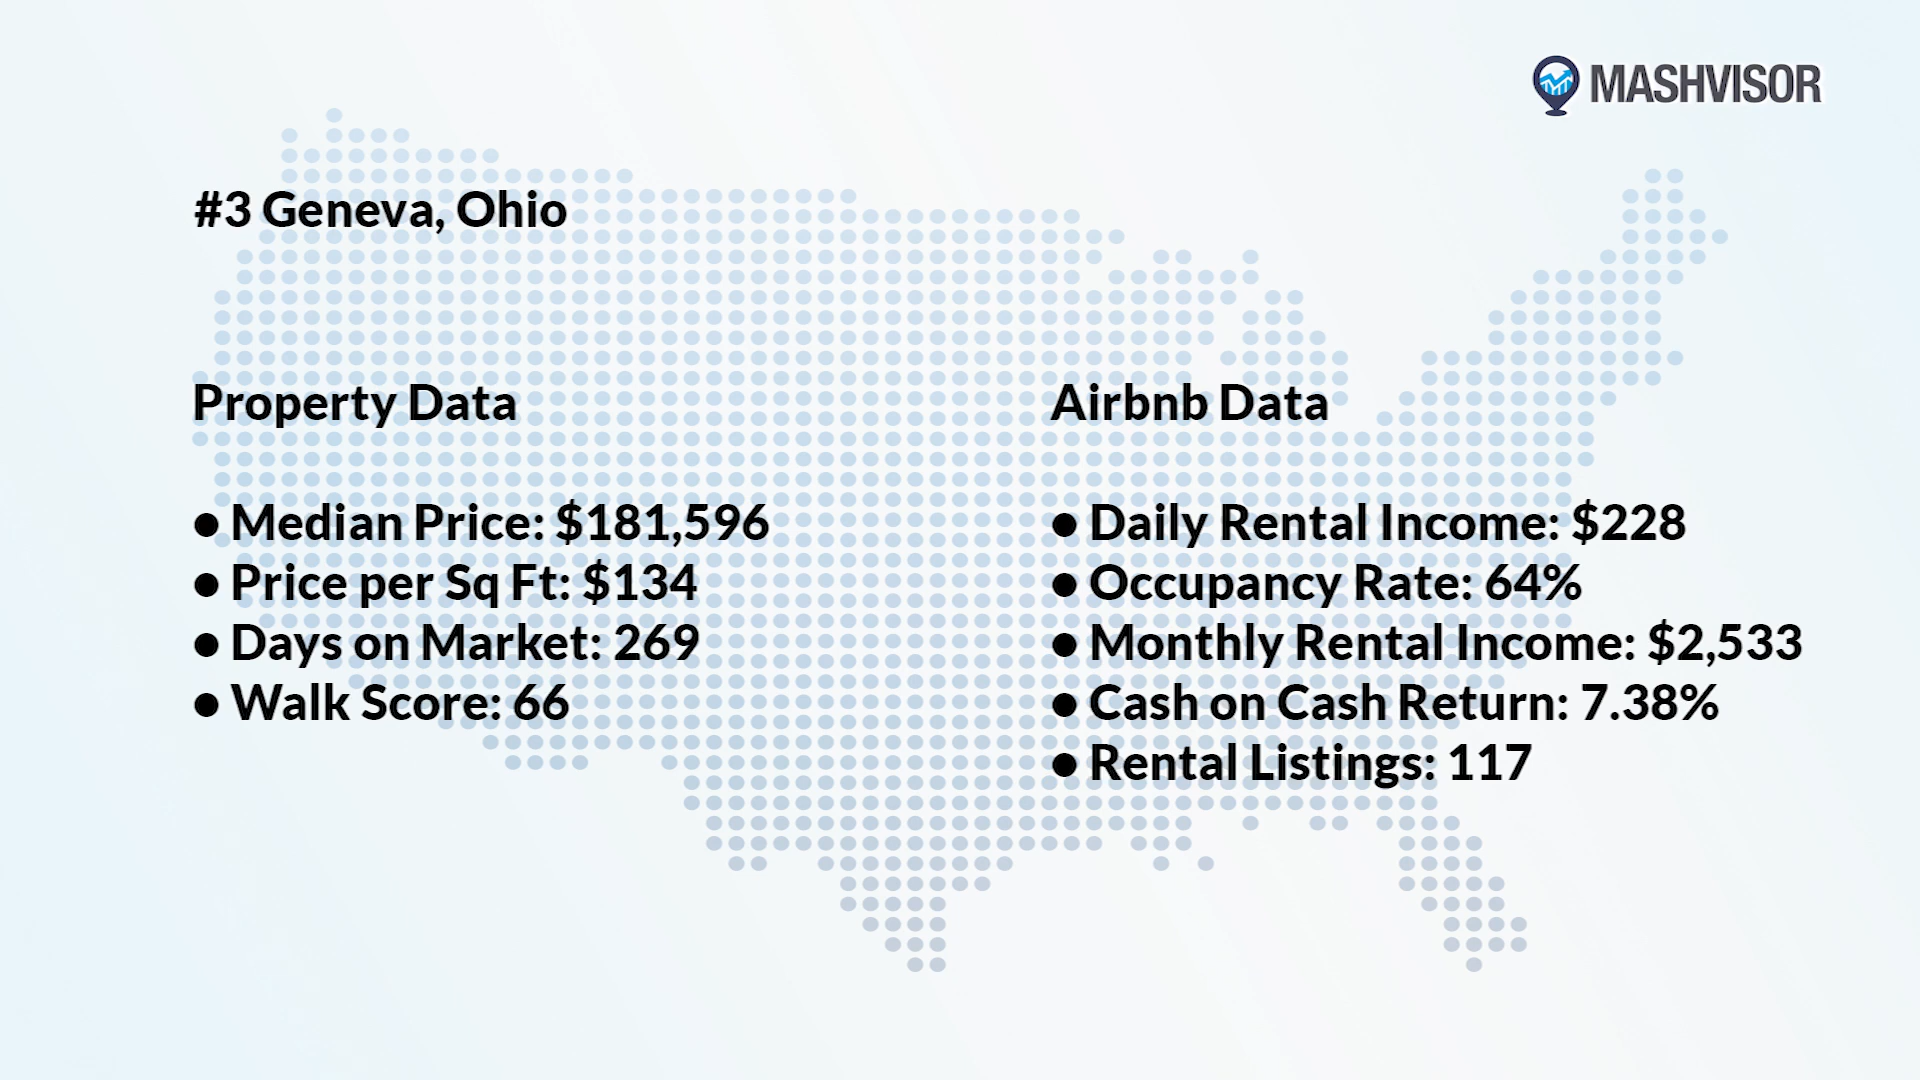 MASHVISOR
#3 Geneva, Ohio
Property Data
● Median Price: $181,596
● Price per Sq Ft: $134
● Days on Market: 269
● Walk Score: 66
Airbnb Data
● Daily Rental Income: $228
● Occupancy Rate: 64%
● Monthly Rental Income: $2,533
● Cash on Cash Return: 7.38%
● Rental Listings: 117